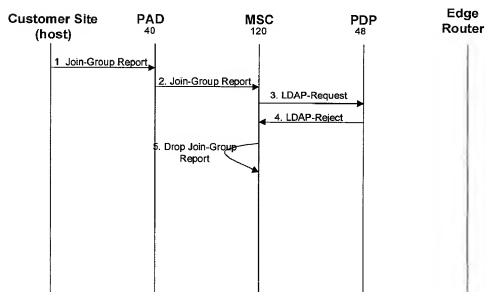 Customer Site
(host)
PAD
40
MSC
120
PDP
48
Edge
Router
1 Join-Group Report
2. Join-Group Report
3. LDAP-Request
4. LDAP-Reject
5. Drop Join-Group
Report